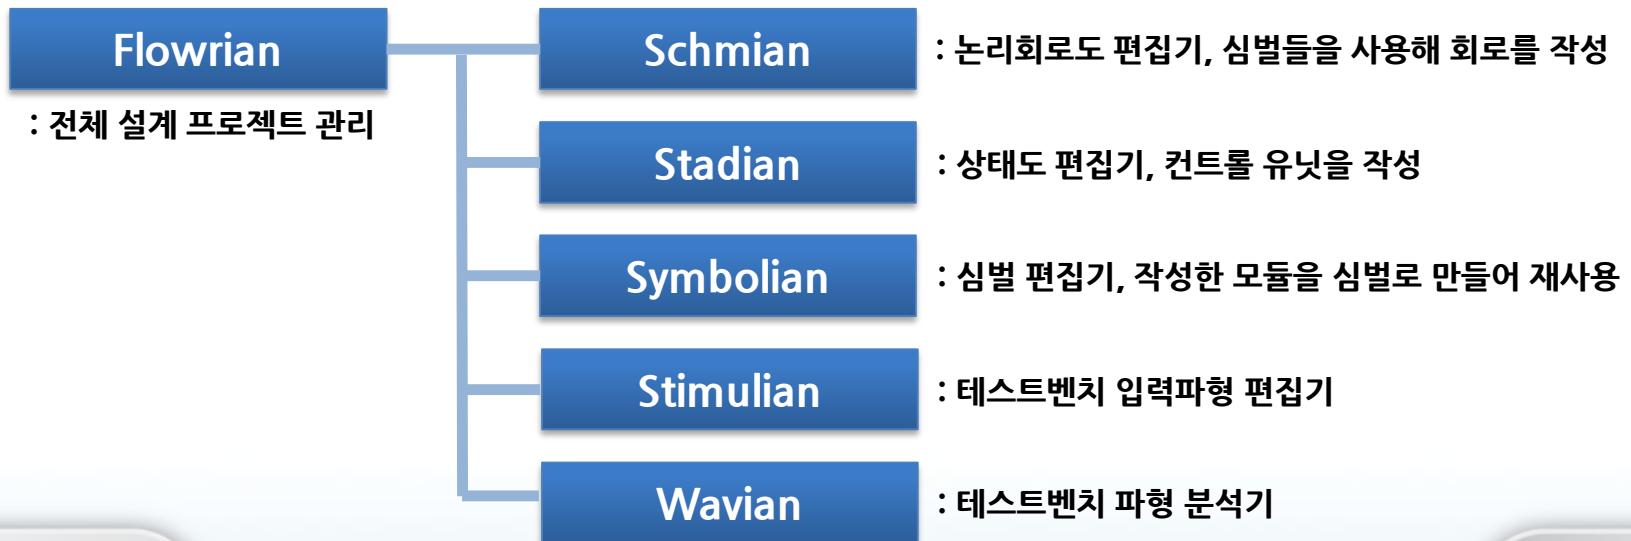 Flowrian
: 전체 설계 프로젝트 관리
Schmian
: 논리회로도 편집기, 심벌들을 사용해 회로를 작성
Stadian
: 상태도 편집기, 컨트롤 유닛을 작성
Symbolian
: 심벌 편집기, 작성한 모듈을 심벌로 만들어 재사용
Stimulian
: 테스트벤치 입력파형 편집기
Wavian
: 테스트벤치 파형 분석기